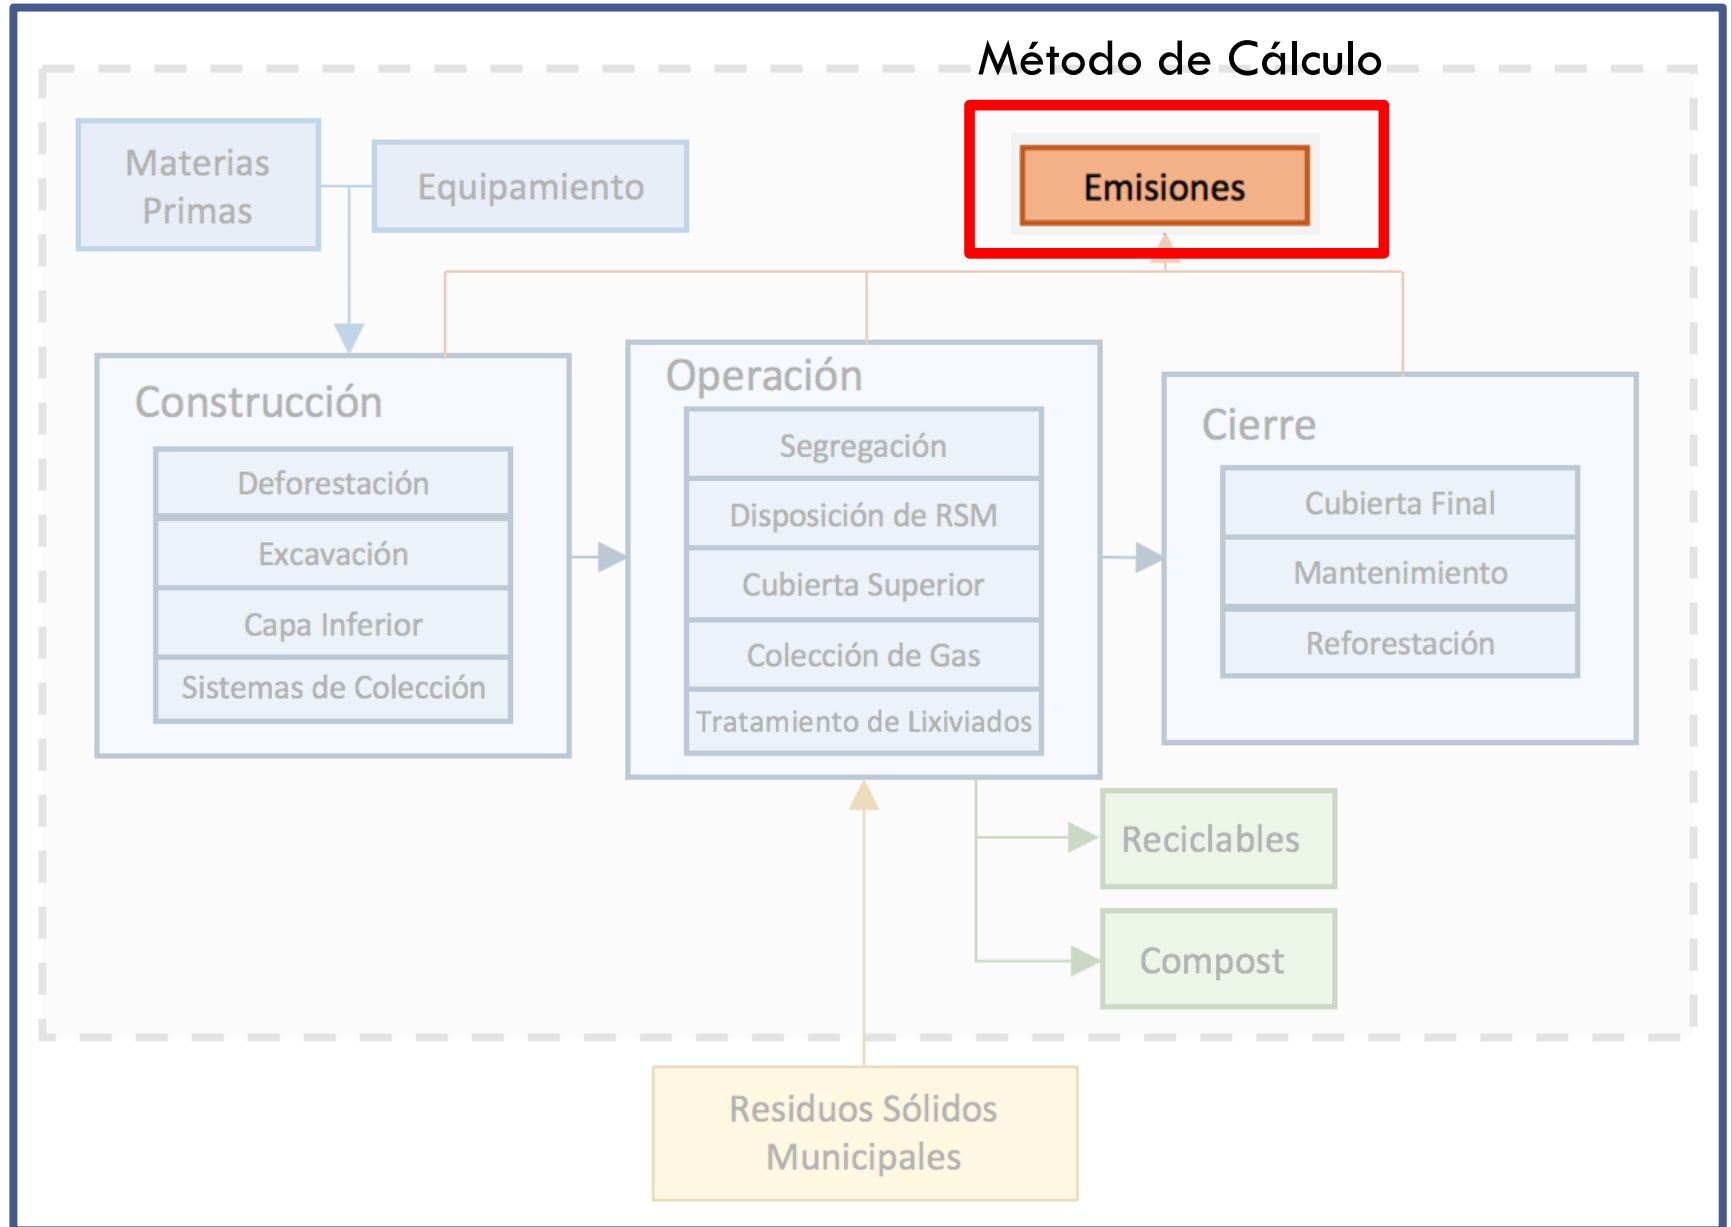 Método de Cálculo
Materias
Primas
Equipamiento
Emisiones
Construcción
Deforestación
Excavación
Capa Inferior
Sistemas de Colección
Operación
Segregación
Disposición de RSM
Cubierta Superior
Colección de Gas
Tratamiento de Lixiviados
Cierre
Cubierta Final
Mantenimiento
Reforestación
Reciclables
Compost
Residuos Sólidos
Municipales